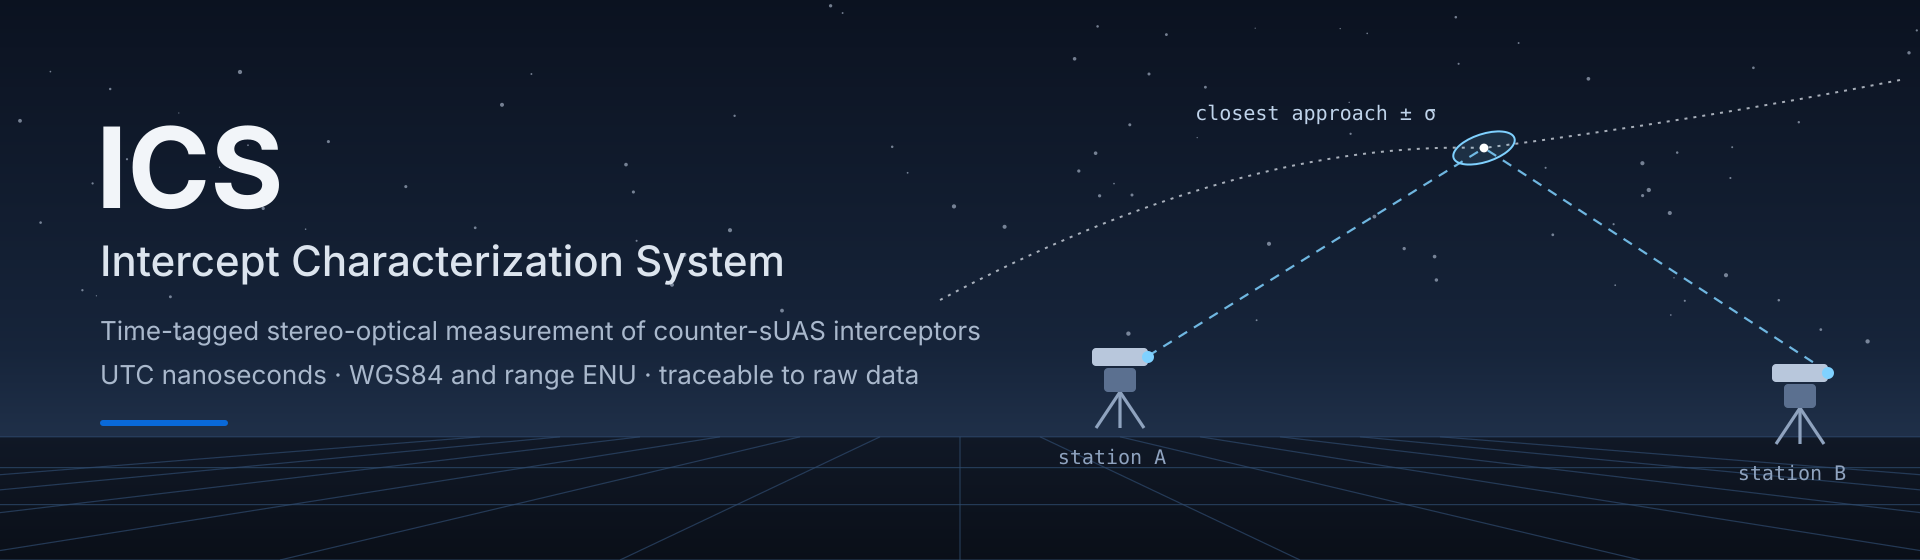 ICS
Intercept Characterization System
Time-tagged stereo-optical measurement of counter-sUAS interceptors
UTC nanoseconds · WGS84 and range ENU · traceable to raw data
closest approach ± σ
station A
station B